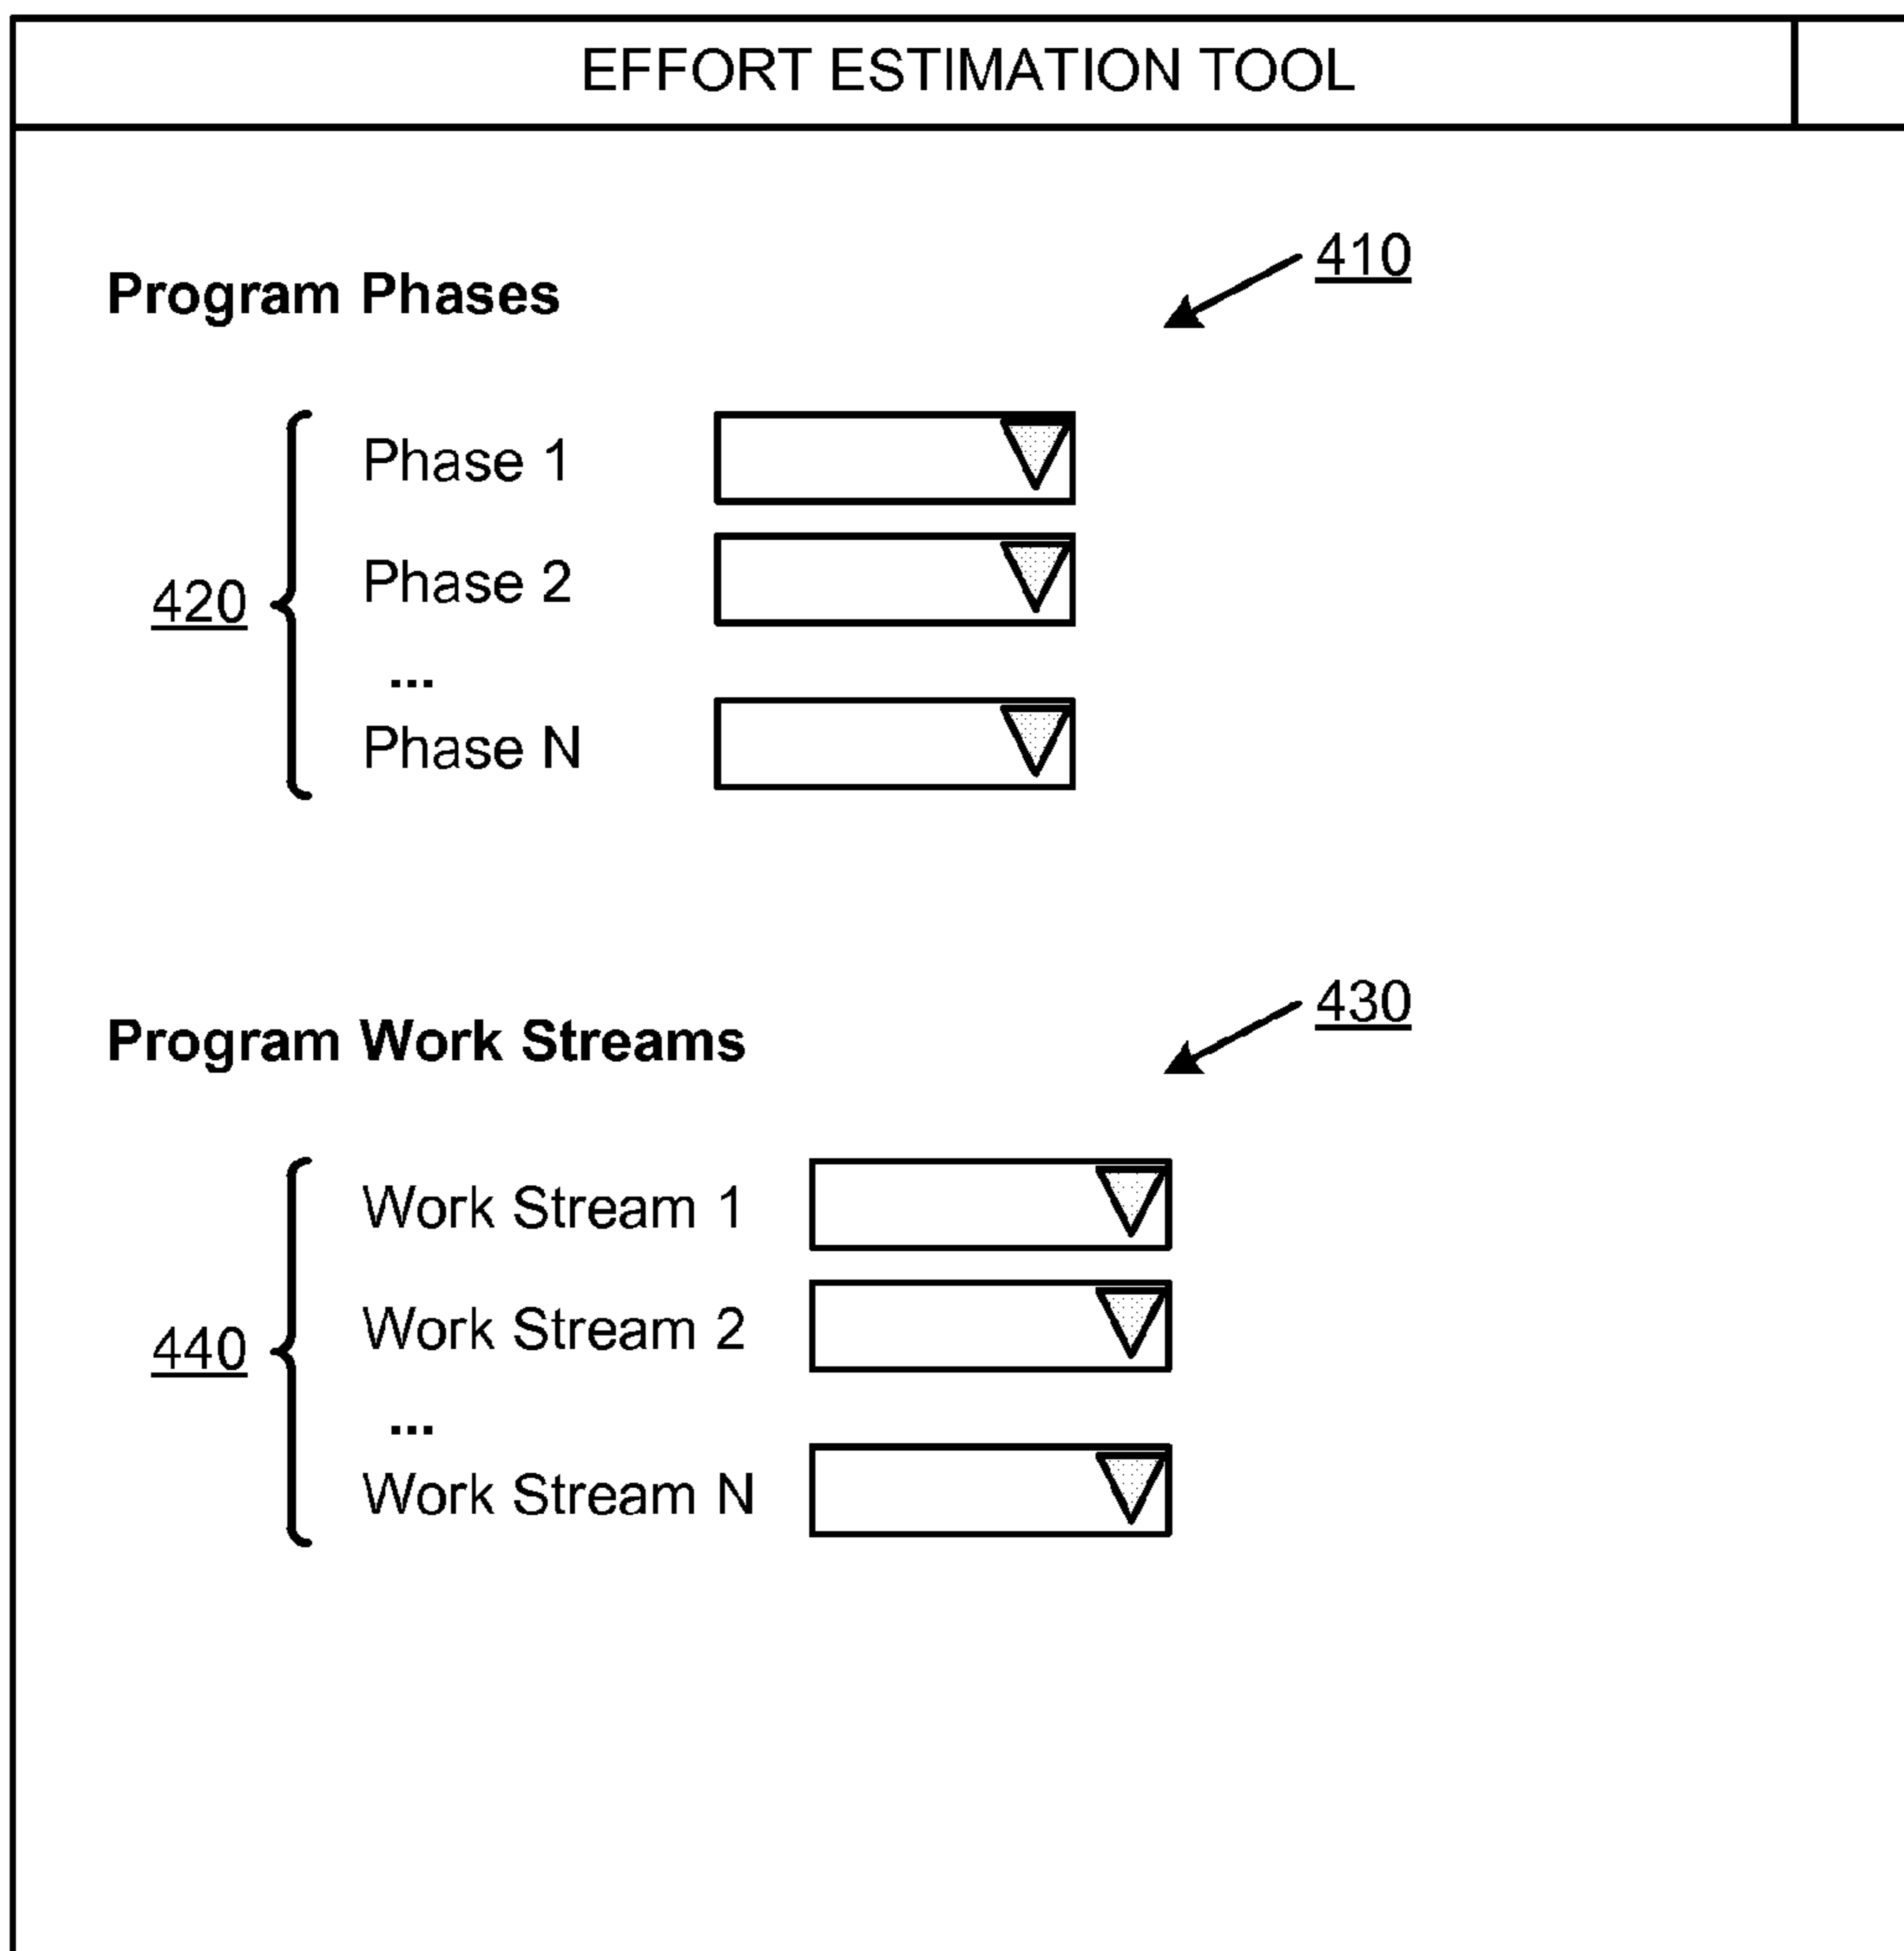 EFFORT ESTIMATION TOOL
410
Program Phases
Phase 1
Phase 2
420
...
Phase N
430
Program Work Streams
Work Stream 1
Work Stream 2
440
...
Work Stream N